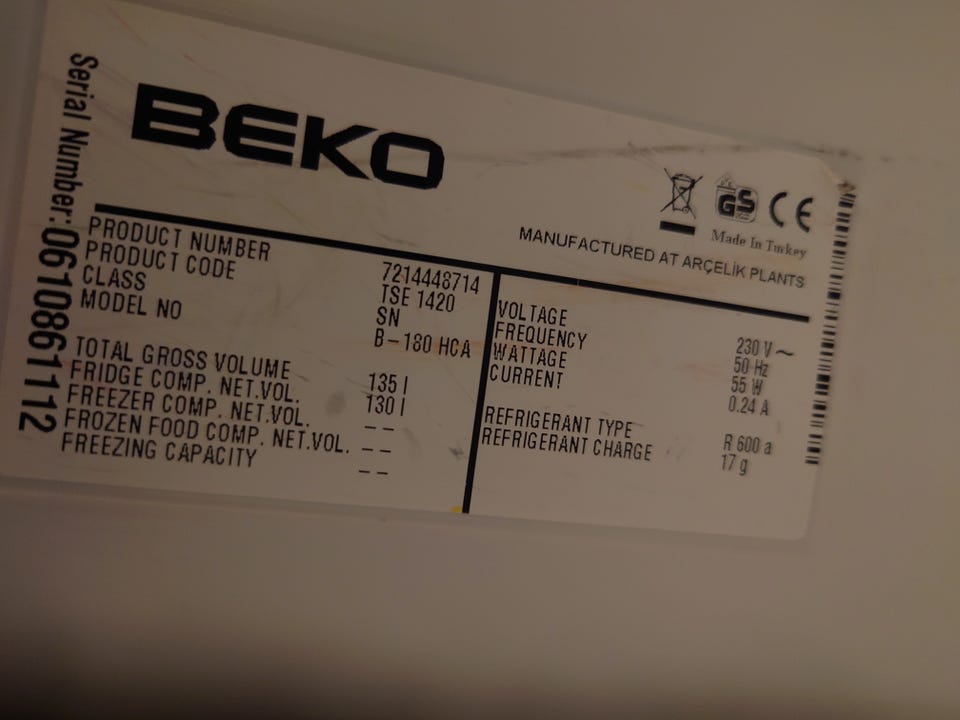 BEKO
GS CE
Made in Turkey
MANUFACTURED AT ARÇELİK PLANTS
Serial Number: 0610861112
PRODUCT NUMBER 7214448714
PRODUCT CODE TSE 1420
CLASS SN
MODEL NO B-180 HCA
TOTAL GROSS VOLUME 135 l
FRIDGE COMP. NET.VOL. 130 l
FREEZER COMP. NET.VOL. --
FROZEN FOOD COMP. NET.VOL. --
FREEZING CAPACITY --
VOLTAGE 230 V~
FREQUENCY 50 Hz
WATTAGE 55 W
CURRENT 0.24 A
REFRIGERANT TYPE R 600 a
REFRIGERANT CHARGE 17 g